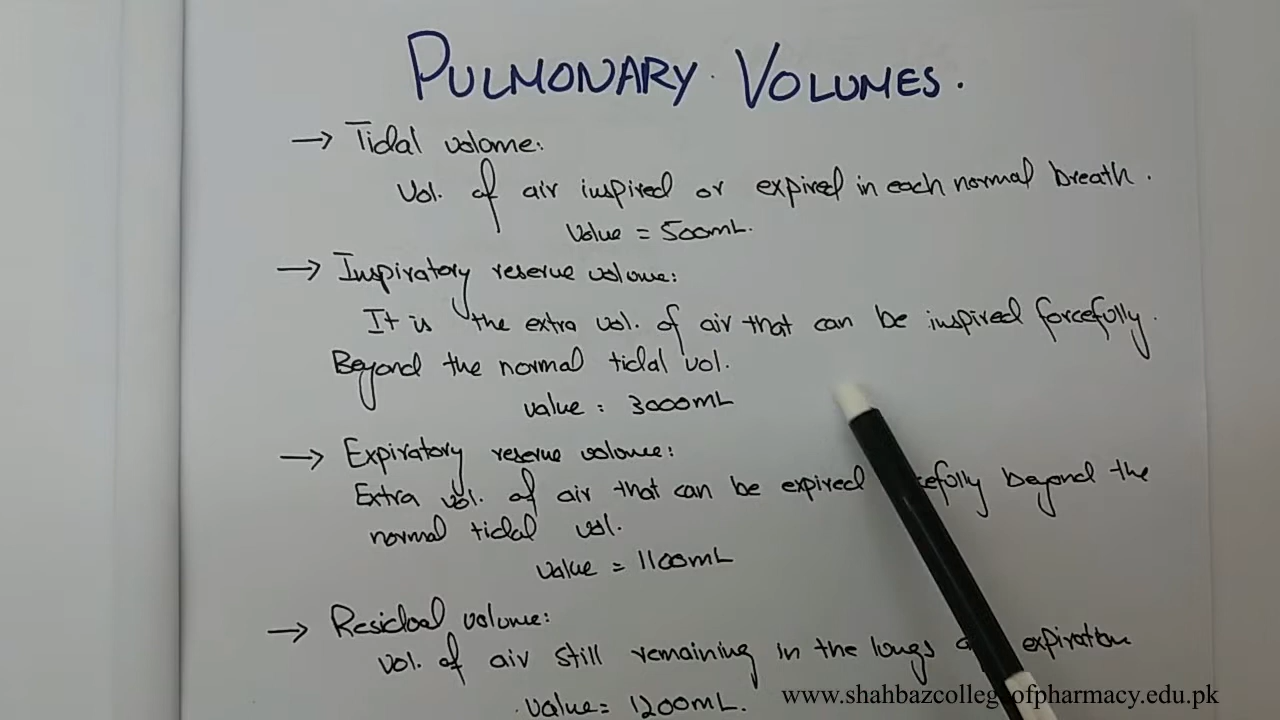 PULMONARY VOLUMES.
→ Tidal volume:
Vol. of air inspired or expired in each normal breath.
Value = 500mL.
→ Inspiratory reserve volume:
It is the extra vol. of air that can be inspired forcefully.
Beyond the normal tidal vol.
value : 3000mL
→ Expiratory reserve volume:
Extra vol. of air that can be expired beyond the
normal tidal vol.
value = 1100mL
→ Residual volume:
vol. of air still remaining in the lungs expiration
value= 1200mL.
www.shahbazcollegeofpharmacy.edu.pk